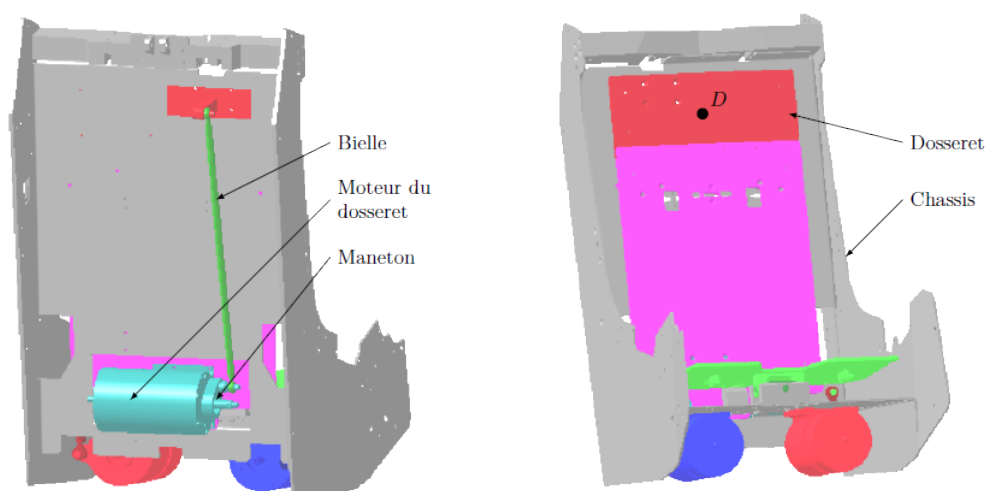 Bielle
Moteur du
dosseret
Maneton
D
Dosseret
Chassis